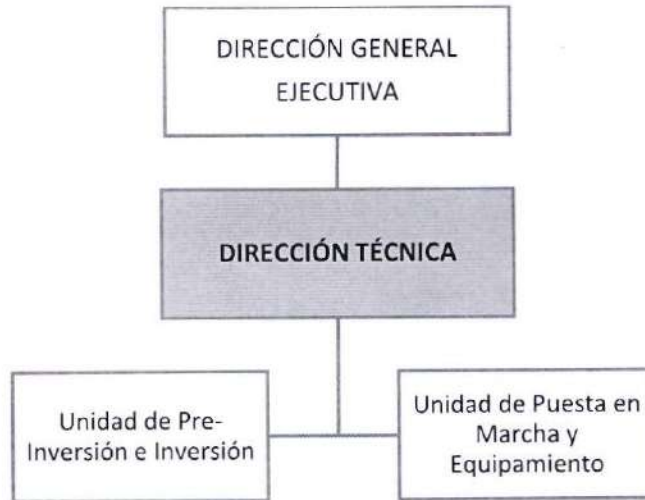 DIRECCIÓN GENERAL
EJECUTIVA
DIRECCIÓN TÉCNICA
Unidad de Pre-
Inversión e Inversión
Unidad de Puesta en
Marcha y
Equipamiento